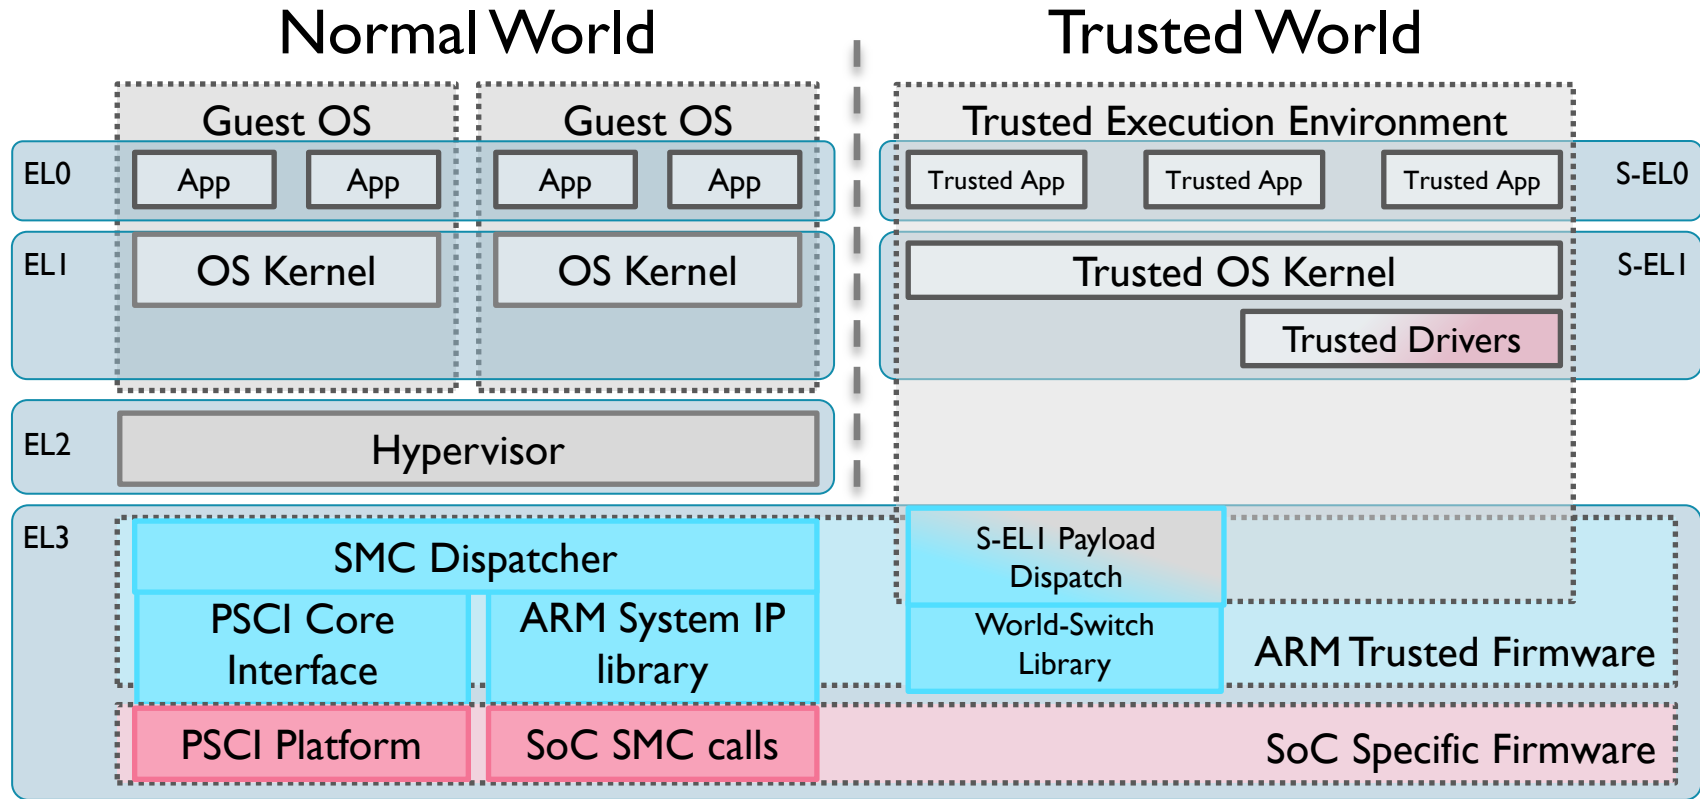 Normal World
Trusted World
Guest OS
Guest OS
Trusted Execution Environment
EL0
App
App
App
App
Trusted App
Trusted App
Trusted App
S-EL0
EL1
OS Kernel
OS Kernel
Trusted OS Kernel
S-EL1
Trusted Drivers
EL2
Hypervisor
EL3
SMC Dispatcher
S-EL1 Payload
Dispatch
PSCI Core
Interface
ARM System IP
library
World-Switch
Library
ARM Trusted Firmware
PSCI Platform
SoC SMC calls
SoC Specific Firmware